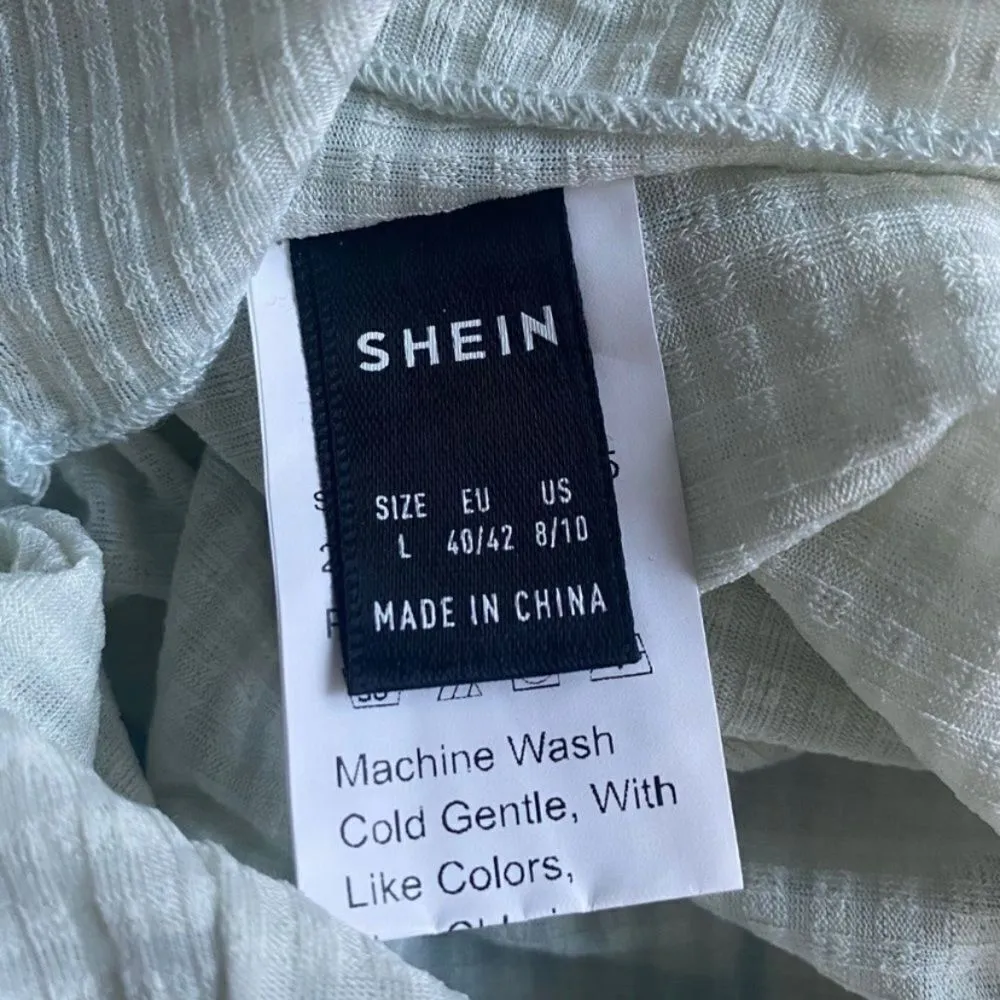 SHEIN
SIZE EU US
L 40/42 8/10
MADE IN CHINA
Machine Wash
Cold Gentle, With
Like Colors,